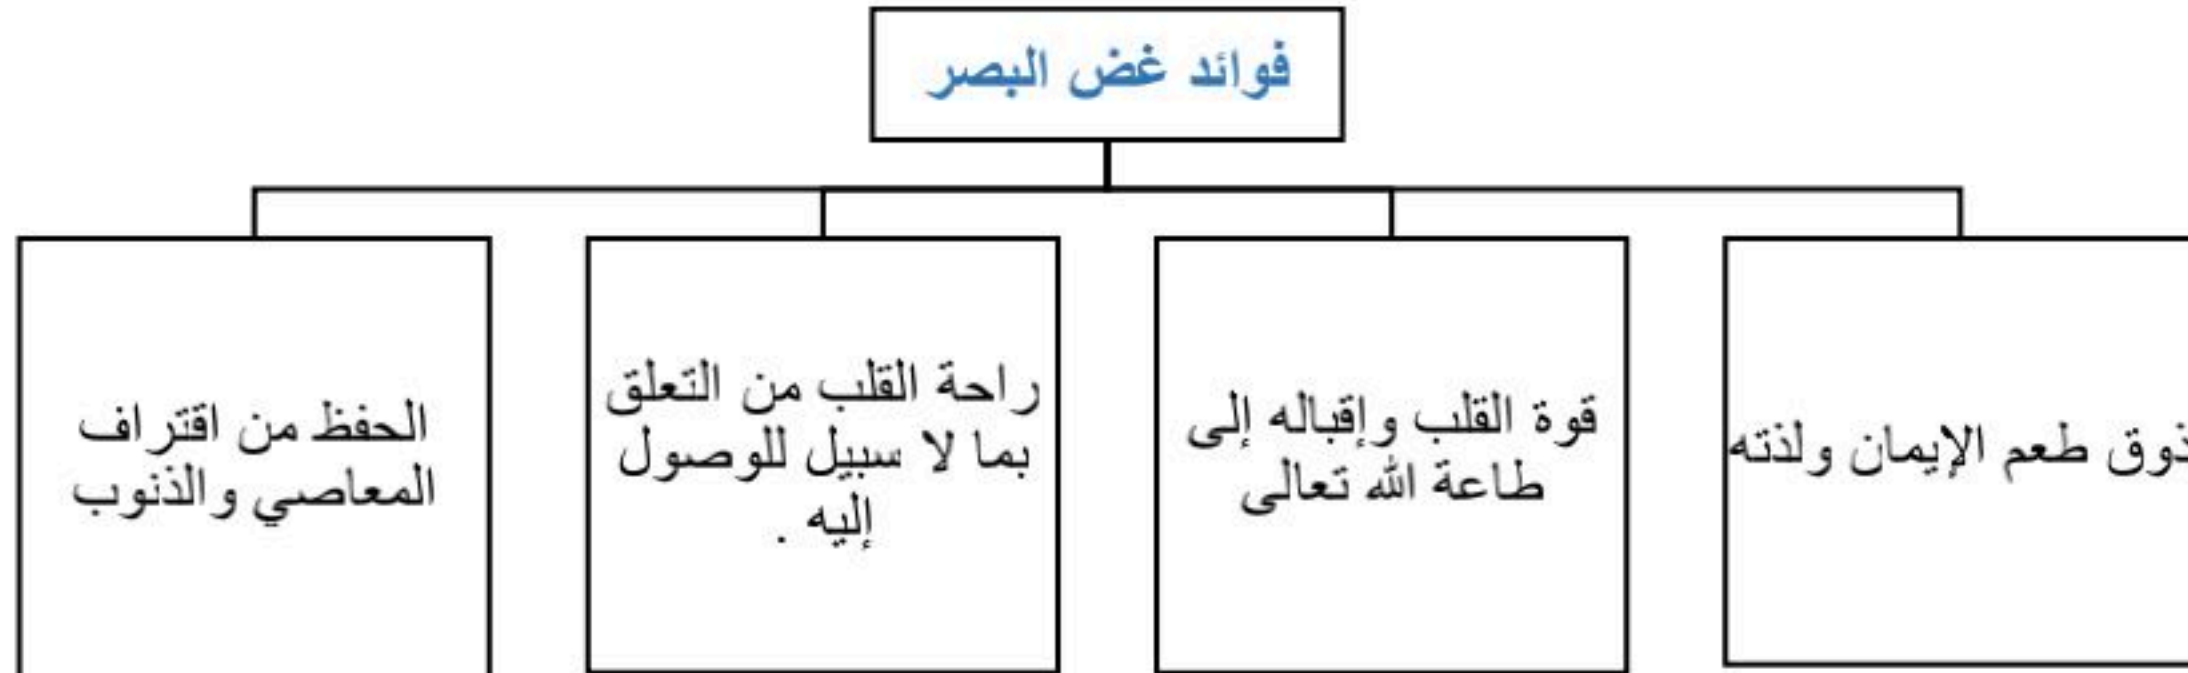 فوائد غض البصر
ذوق طعم الإيمان ولذته
قوة القلب وإقباله إلى
طاعة الله تعالى
راحة القلب من التعلق
بما لا سبيل للوصول
إليه .
الحفظ من اقتراف
المعاصي والذنوب